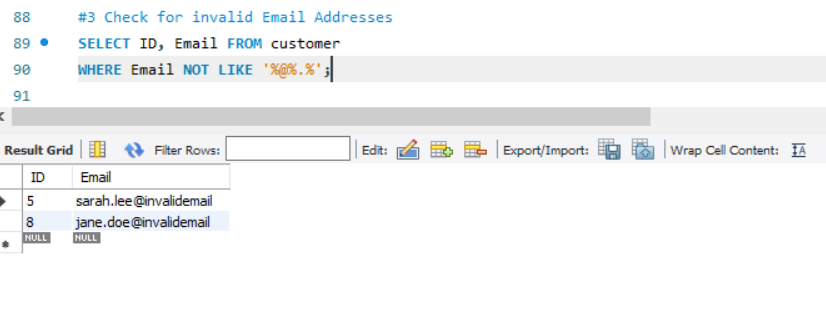 88 #3 Check for invalid Email Addresses
89 SELECT ID, Email FROM customer
90 WHERE Email NOT LIKE '%@%.%';
91
Result Grid Filter Rows: Edit: Export/Import: Wrap Cell Content: IA
ID Email
5 sarah.lee@invalidemail
8 jane.doe@invalidemail
NULL NULL